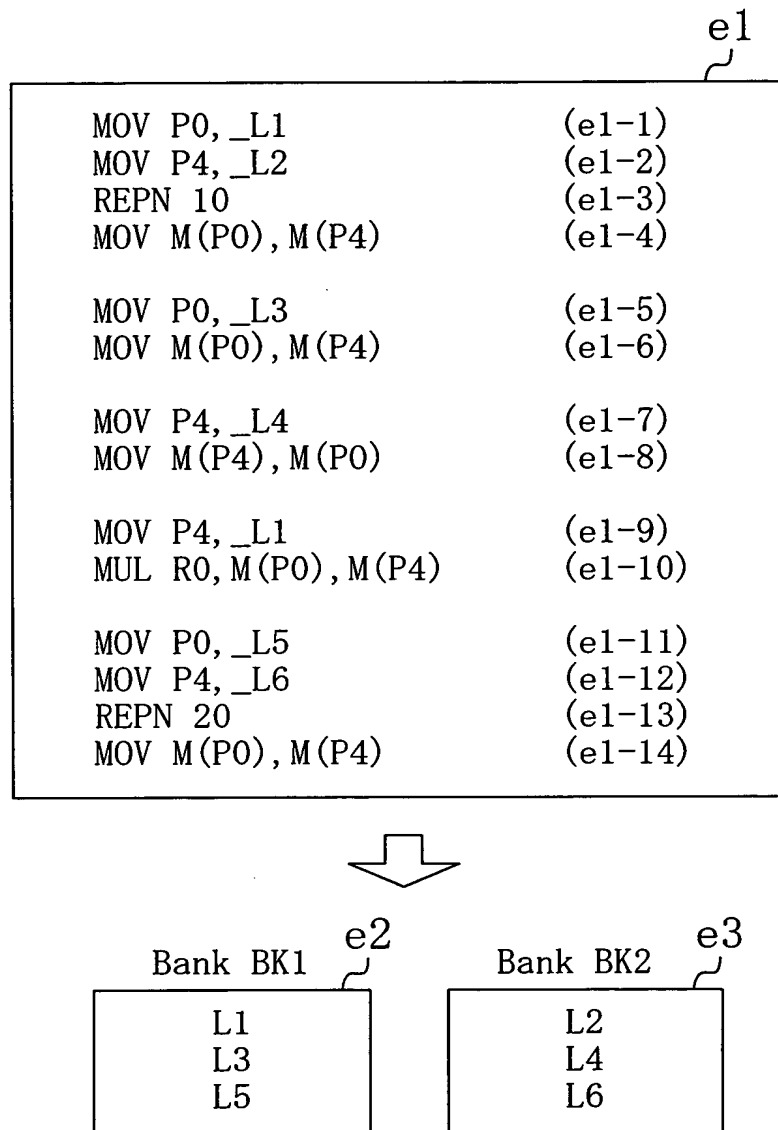 e1
MOV P0,_L1 (e1-1)
MOV P4,_L2 (e1-2)
REPN 10 (e1-3)
MOV M(P0),M(P4) (e1-4)
MOV P0,_L3 (e1-5)
MOV M(P0),M(P4) (e1-6)
MOV P4,_L4 (e1-7)
MOV M(P4),M(P0) (e1-8)
MOV P4,_L1 (e1-9)
MUL R0,M(P0),M(P4) (e1-10)
MOV P0,_L5 (e1-11)
MOV P4,_L6 (e1-12)
REPN 20 (e1-13)
MOV M(P0),M(P4) (e1-14)
Bank BK1 e2 Bank BK2 e3
L1 L2
L3 L4
L5 L6